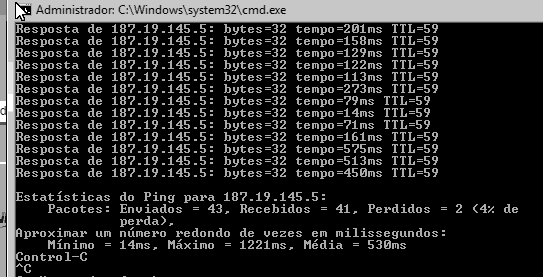 Administrador: C:\Windows\system32\cmd.exe
Resposta de 187.19.145.5: bytes=32 tempo=201ms TTL=59
Resposta de 187.19.145.5: bytes=32 tempo=158ms TTL=59
Resposta de 187.19.145.5: bytes=32 tempo=129ms TTL=59
Resposta de 187.19.145.5: bytes=32 tempo=122ms TTL=59
Resposta de 187.19.145.5: bytes=32 tempo=113ms TTL=59
Resposta de 187.19.145.5: bytes=32 tempo=273ms TTL=59
Resposta de 187.19.145.5: bytes=32 tempo=79ms TTL=59
Resposta de 187.19.145.5: bytes=32 tempo=14ms TTL=59
Resposta de 187.19.145.5: bytes=32 tempo=71ms TTL=59
Resposta de 187.19.145.5: bytes=32 tempo=161ms TTL=59
Resposta de 187.19.145.5: bytes=32 tempo=575ms TTL=59
Resposta de 187.19.145.5: bytes=32 tempo=513ms TTL=59
Resposta de 187.19.145.5: bytes=32 tempo=450ms TTL=59
Estatísticas do Ping para 187.19.145.5:
Pacotes: Enviados = 43, Recebidos = 41, Perdidos = 2 (4% de
perda),
Aproximar um número redondo de vezes em milissegundos:
Mínimo = 14ms, Máximo = 1221ms, Média = 530ms
Control-C
^C